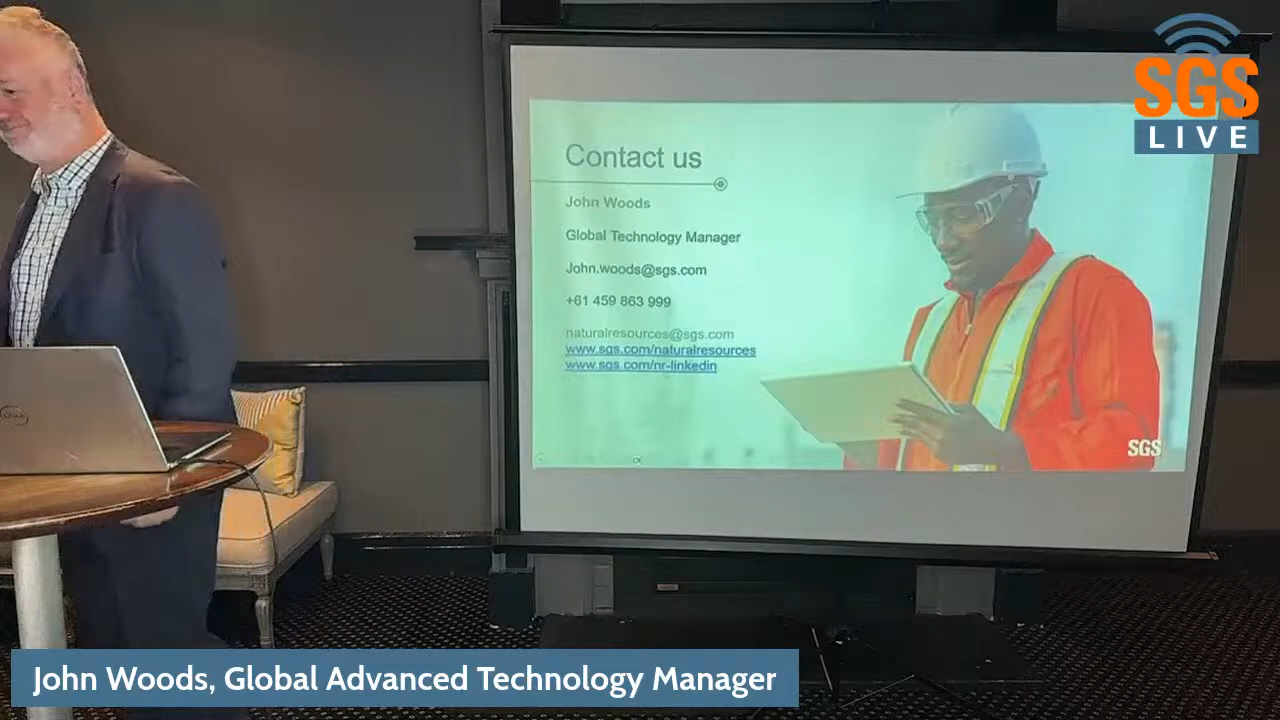 SGS
LIVE
Contact us
John Woods
Global Technology Manager
John.woods@sgs.com
+61 459 863 999
naturalresources@sgs.com
www.sgs.com/naturalresources
www.sgs.com/nr-linkedin
SGS
DELL
John Woods, Global Advanced Technology Manager